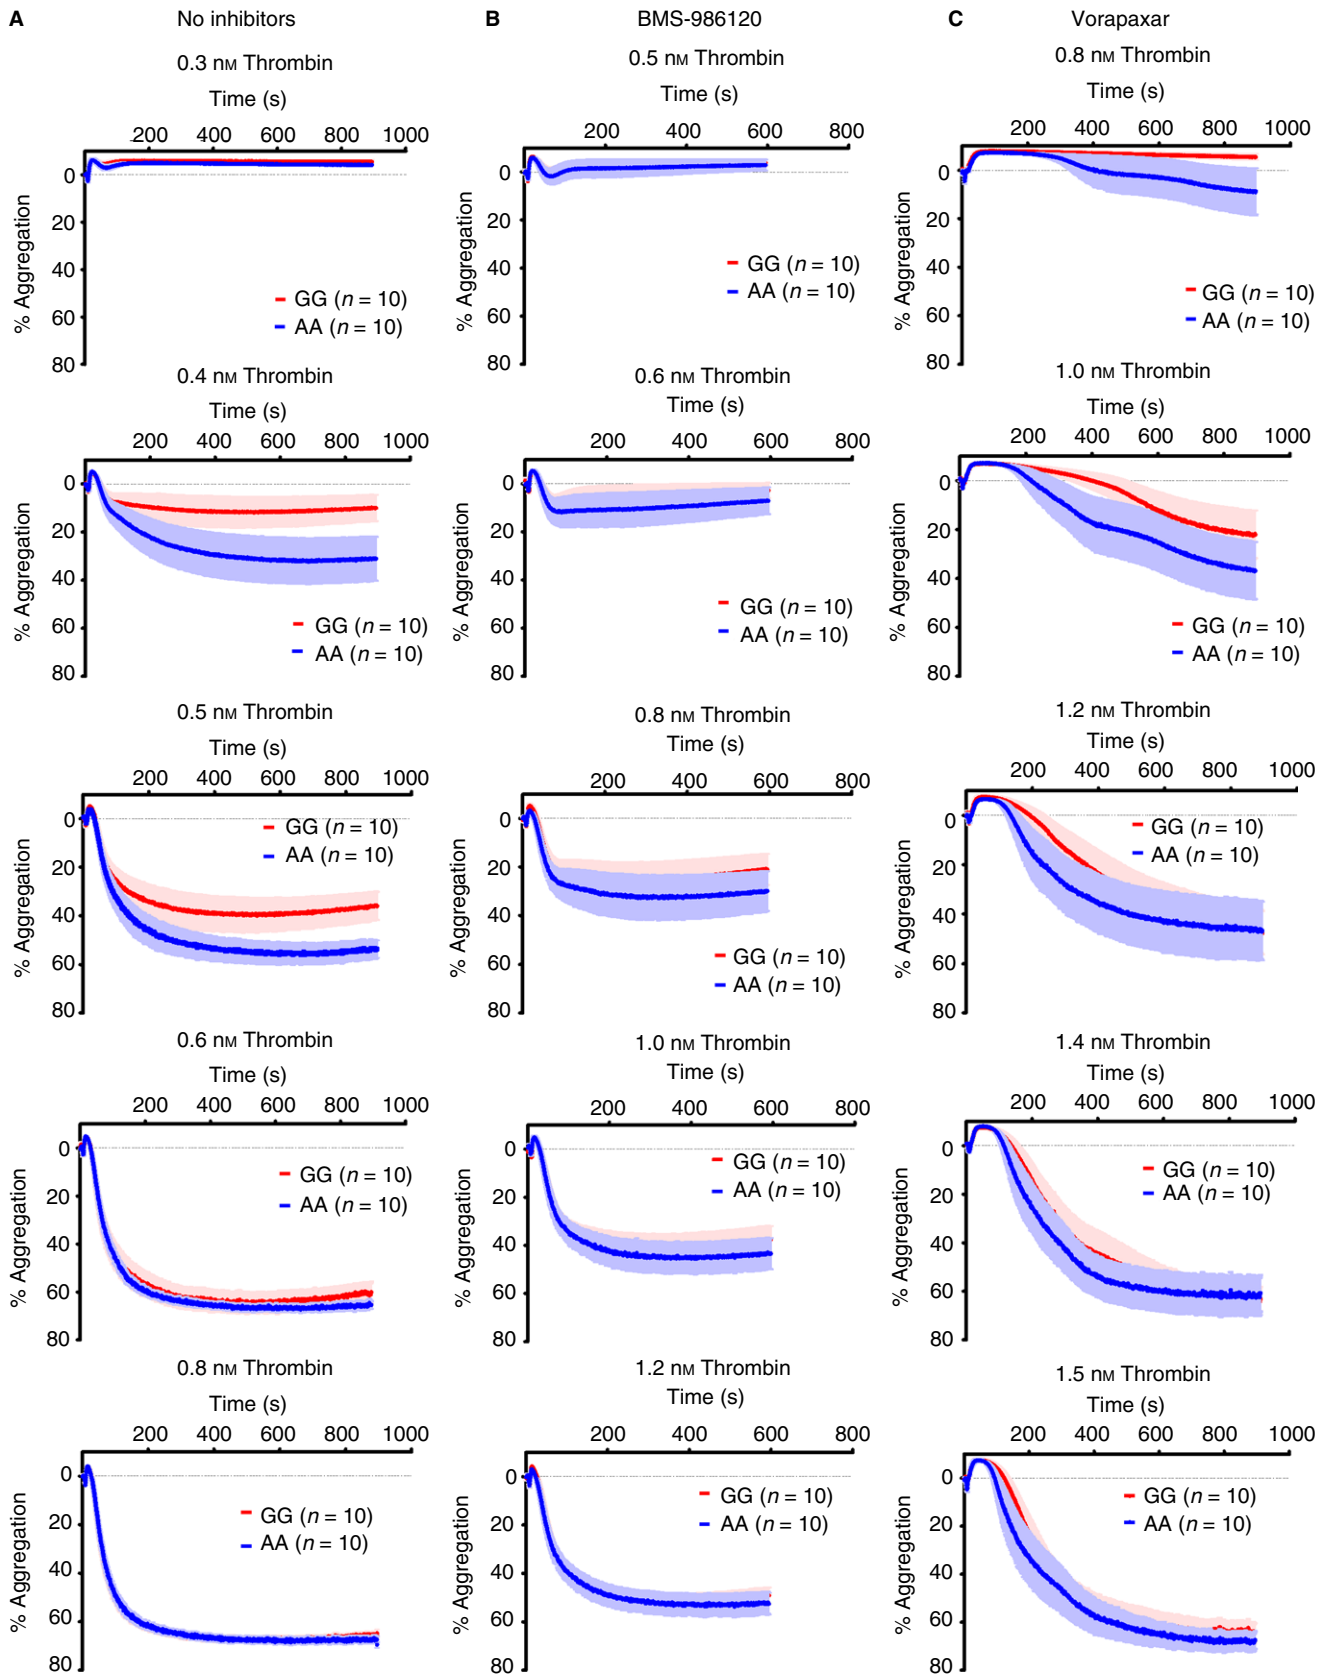 A No inhibitors
0.3 nM Thrombin
Time (s)
200 400 600 800 1000
0
20
40
60
80
% Aggregation
GG (n = 10)
AA (n = 10)
0.4 nM Thrombin
Time (s)
200 400 600 800 1000
0
20
40
60
80
% Aggregation
GG (n = 10)
AA (n = 10)
0.5 nM Thrombin
Time (s)
200 400 600 800 1000
0
20
40
60
80
% Aggregation
GG (n = 10)
AA (n = 10)
0.6 nM Thrombin
Time (s)
200 400 600 800 1000
0
20
40
60
80
% Aggregation
GG (n = 10)
AA (n = 10)
0.8 nM Thrombin
Time (s)
200 400 600 800 1000
0
20
40
60
80
% Aggregation
GG (n = 10)
AA (n = 10)
B BMS-986120
0.5 nM Thrombin
Time (s)
200 400 600 800
0
20
40
60
80
% Aggregation
GG (n = 10)
AA (n = 10)
0.6 nM Thrombin
Time (s)
200 400 600 800
0
20
40
60
80
% Aggregation
GG (n = 10)
AA (n = 10)
0.8 nM Thrombin
Time (s)
200 400 600 800
0
20
40
60
80
% Aggregation
GG (n = 10)
AA (n = 10)
1.0 nM Thrombin
Time (s)
200 400 600 800
0
20
40
60
80
% Aggregation
GG (n = 10)
AA (n = 10)
1.2 nM Thrombin
Time (s)
200 400 600 800
0
20
40
60
80
% Aggregation
GG (n = 10)
AA (n = 10)
C Vorapaxar
0.8 nM Thrombin
Time (s)
200 400 600 800 1000
0
20
40
60
80
% Aggregation
GG (n = 10)
AA (n = 10)
1.0 nM Thrombin
Time (s)
200 400 600 800 1000
0
20
40
60
80
% Aggregation
GG (n = 10)
AA (n = 10)
1.2 nM Thrombin
Time (s)
200 400 600 800 1000
0
20
40
60
80
% Aggregation
GG (n = 10)
AA (n = 10)
1.4 nM Thrombin
Time (s)
200 400 600 800 1000
0
20
40
60
80
% Aggregation
GG (n = 10)
AA (n = 10)
1.5 nM Thrombin
Time (s)
200 400 600 800 1000
0
20
40
60
80
% Aggregation
GG (n = 10)
AA (n = 10)